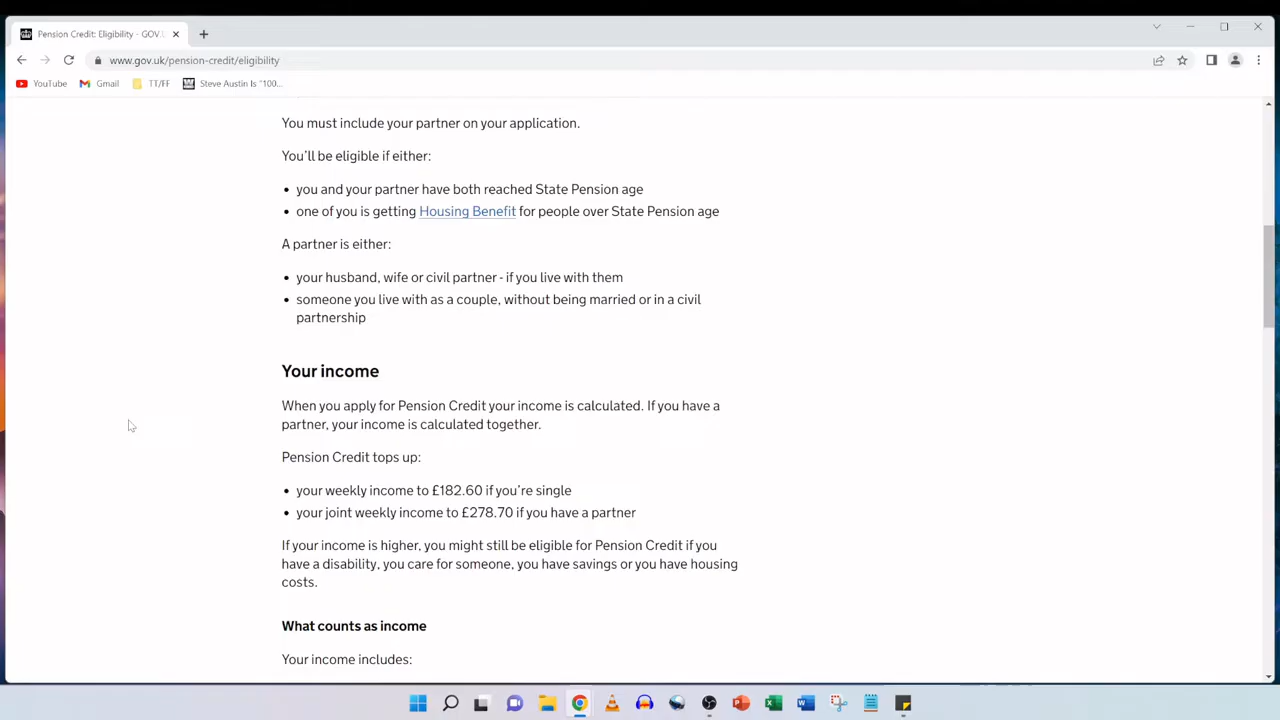 Pension Credit: Eligibility - GOV.U
www.gov.uk/pension-credit/eligibility
YouTube
Gmail
TT/FF
Steve Austin Is "100...
You must include your partner on your application.
You'll be eligible if either:
• you and your partner have both reached State Pension age
• one of you is getting Housing Benefit for people over State Pension age
A partner is either:
• your husband, wife or civil partner - if you live with them
• someone you live with as a couple, without being married or in a civil
partnership
Your income
When you apply for Pension Credit your income is calculated. If you have a
partner, your income is calculated together.
Pension Credit tops up:
• your weekly income to £182.60 if you're single
• your joint weekly income to £278.70 if you have a partner
If your income is higher, you might still be eligible for Pension Credit if you
have a disability, you care for someone, you have savings or you have housing
costs.
What counts as income
Your income includes: